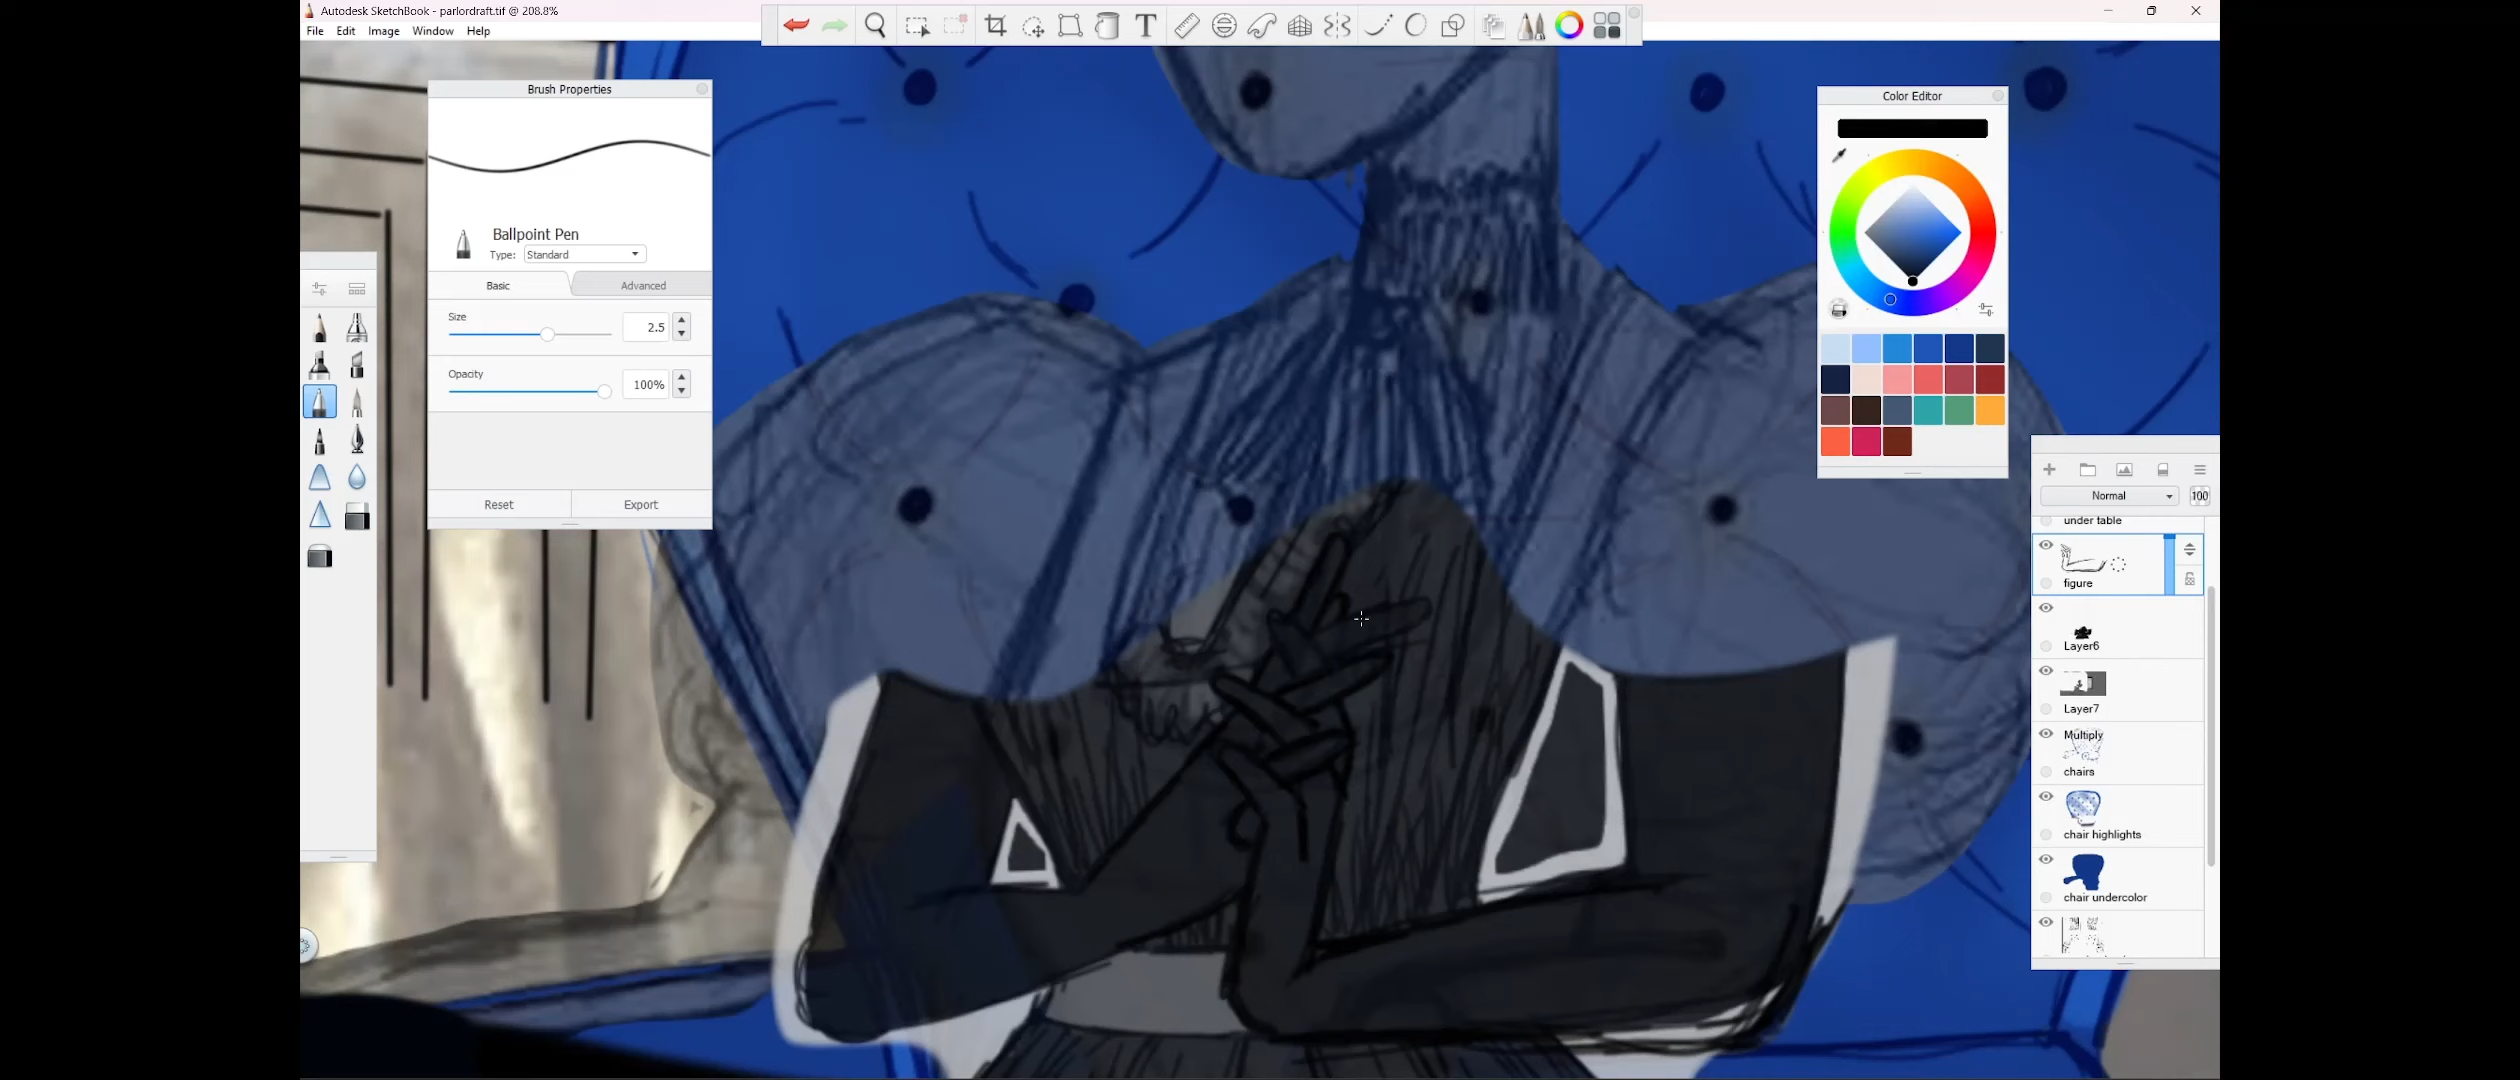 Autodesk SketchBook - parlordraft.tif @ 208.8%
File Edit Image Window Help
Brush Properties
Ballpoint Pen
Type: Standard
Basic Advanced
Size
2.5
Opacity
100%
Reset Export
Color Editor
Normal 100
under table
figure
Layer6
Layer7
Multiply
chairs
chair highlights
chair undercolor